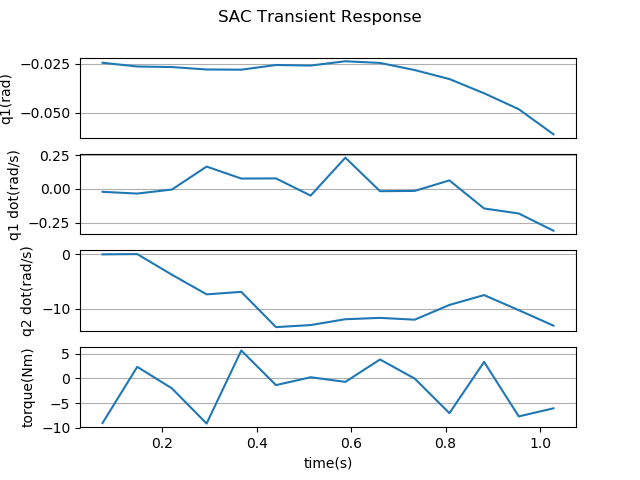 SAC Transient Response
−0.025
−0.050
q1(rad)
0.25
0.00
−0.25
q1 dot(rad/s)
0
−10
q2 dot(rad/s)
5
0
−5
−10
torque(Nm)
0.2 0.4 0.6 0.8 1.0
time(s)